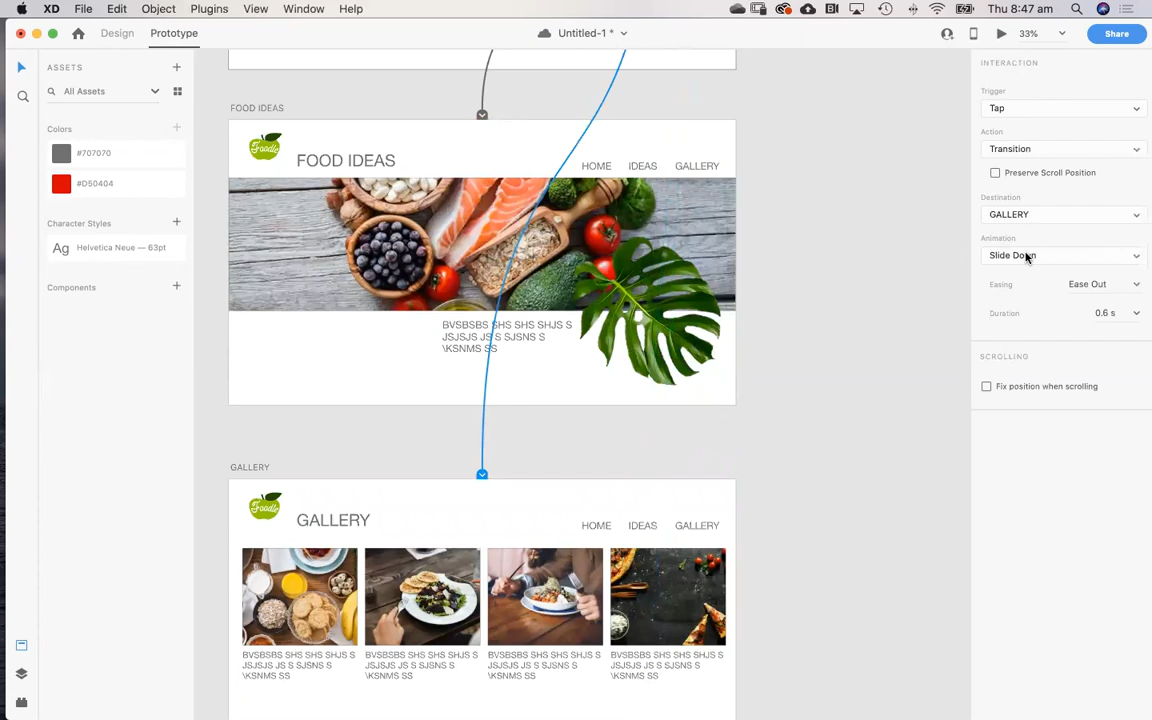 XD File Edit Object Plugins View Window Help Thu 8:47 am
Design Prototype Untitled-1 * 33% Share
ASSETS
All Assets
Colors
#707070
#D50404
Character Styles
Ag Helvetica Neue — 63pt
Components
FOOD IDEAS
Foodle
FOOD IDEAS
HOME IDEAS GALLERY
BVSBSBS SHS SHS SHJS S
JSJSJS JS S SJSNS S
\KSNMS SS
GALLERY
Foodle
GALLERY
HOME IDEAS GALLERY
BVSBSBS SHS SHS SHJS S
JSJSJS JS S SJSNS S
\KSNMS SS
BVSBSBS SHS SHS SHJS S
JSJSJS JS S SJSNS S
\KSNMS SS
BVSBSBS SHS SHS SHJS S
JSJSJS JS S SJSNS S
\KSNMS SS
BVSBSBS SHS SHS SHJS S
JSJSJS JS S SJSNS S
\KSNMS SS
INTERACTION
Trigger
Tap
Action
Transition
Preserve Scroll Position
Destination
GALLERY
Animation
Slide Down
Easing Ease Out
Duration 0.6 s
SCROLLING
Fix position when scrolling